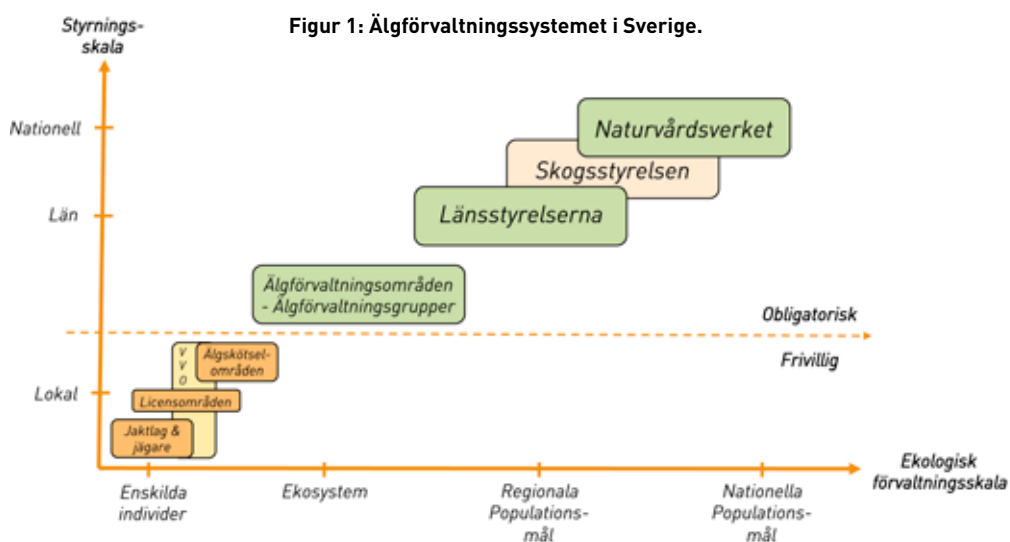 Figur 1: Älgförvaltningssystemet i Sverige.
Styrnings-
skala
Nationell
Naturvårdsverket
Skogsstyrelsen
Län
Länsstyrelserna
Älgförvaltningsområden
- Älgförvaltningsgrupper
Obligatorisk
Frivillig
V
V
O
Älgskötsel-
områden
Lokal
Licensområden
Jaktlag &
jägare
Ekologisk
förvaltningsskala
Enskilda
individer
Ekosystem
Regionala
Populations-
mål
Nationella
Populations-
mål